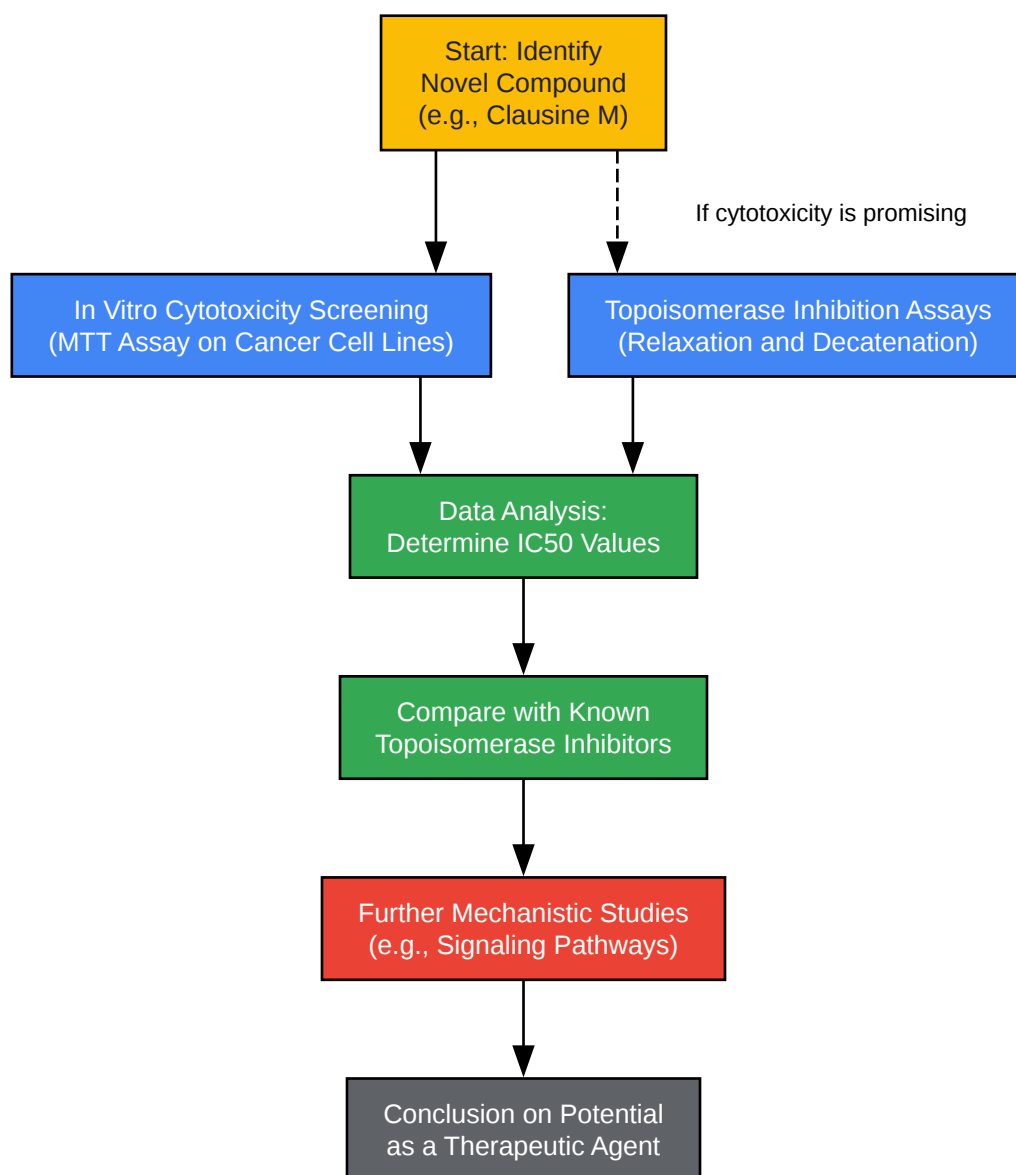 Start: Identify
Novel Compound
(e.g., Clausine M)
If cytotoxicity is promising
In Vitro Cytotoxicity Screening
(MTT Assay on Cancer Cell Lines)
Topoisomerase Inhibition Assays
(Relaxation and Decatenation)
Data Analysis:
Determine IC50 Values
Compare with Known
Topoisomerase Inhibitors
Further Mechanistic Studies
(e.g., Signaling Pathways)
Conclusion on Potential
as a Therapeutic Agent